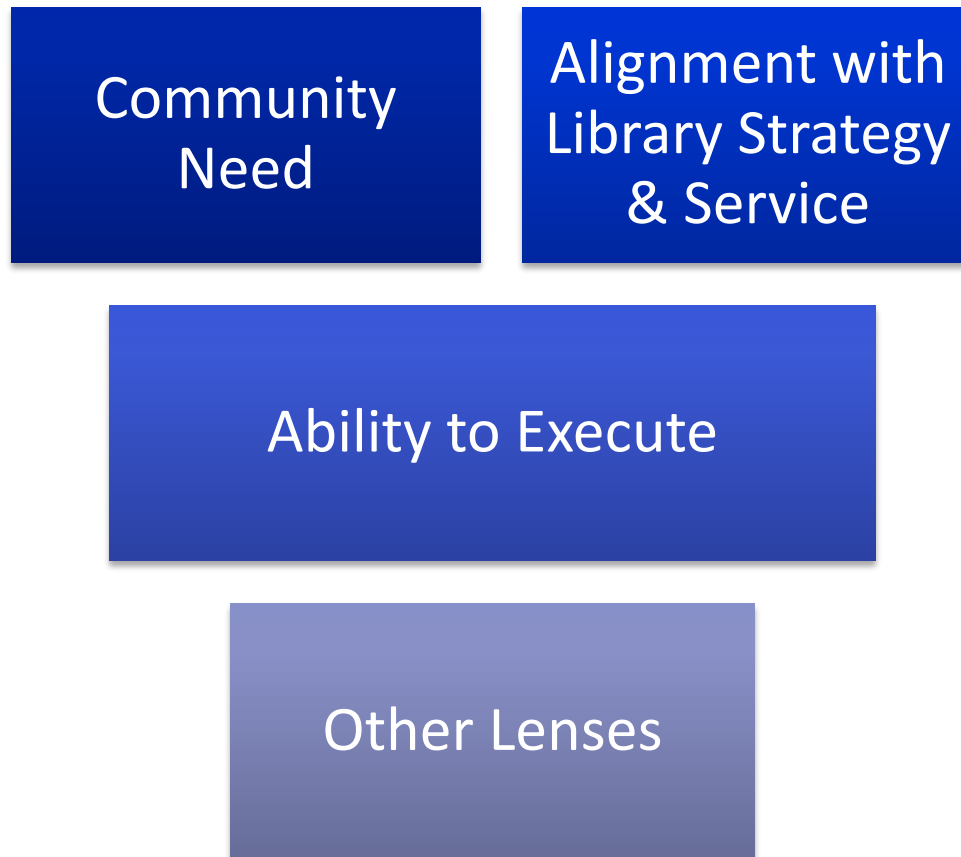 Community
Need
Alignment with
Library Strategy
& Service
Ability to Execute
Other Lenses